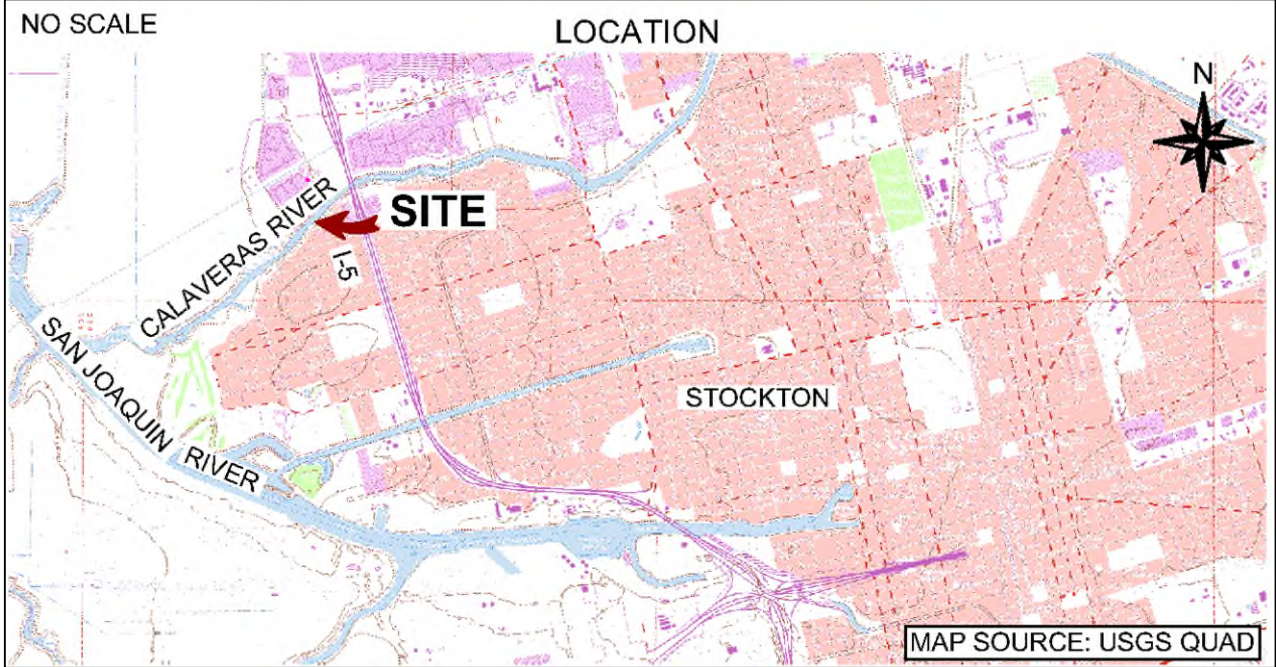 NO SCALE
LOCATION
N
CALAVERAS RIVER
SITE
I-5
SAN JOAQUIN RIVER
STOCKTON
MAP SOURCE: USGS QUAD